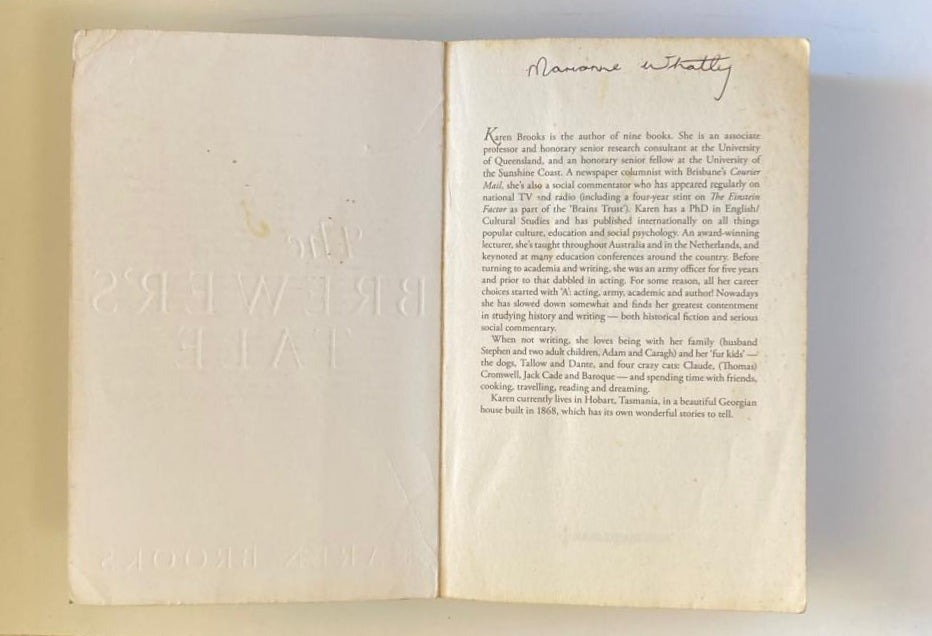 The
BREWER'S
TALE
KAREN BROOKS
Marianne Whatley
Karen Brooks is the author of nine books. She is an associate
professor and honorary senior research consultant at the University
of Queensland, and an honorary senior fellow at the University of
the Sunshine Coast. A newspaper columnist with Brisbane's Courier
Mail, she's also a social commentator who has appeared regularly on
national TV and radio (including a four-year stint on The Einstein
Factor as part of the 'Brains Trust'). Karen has a PhD in English/
Cultural Studies and has published internationally on all things
popular culture, education and social psychology. An award-winning
lecturer, she's taught throughout Australia and in the Netherlands, and
keynoted at many education conferences around the country. Before
turning to academia and writing, she was an army officer for five years
and prior to that dabbled in acting. For some reason, all her career
choices started with 'A': acting, army, academic and author! Nowadays
she has slowed down somewhat and finds her greatest contentment
in studying history and writing — both historical fiction and serious
social commentary.
When not writing, she loves being with her family (husband
Stephen and two adult children, Adam and Caragh) and her 'fur kids' —
the dogs, Tallow and Dante, and four crazy cats: Claude, (Thomas)
Cromwell, Jack Cade and Baroque — and spending time with friends,
cooking, travelling, reading and dreaming.
Karen currently lives in Hobart, Tasmania, in a beautiful Georgian
house built in 1868, which has its own wonderful stories to tell.